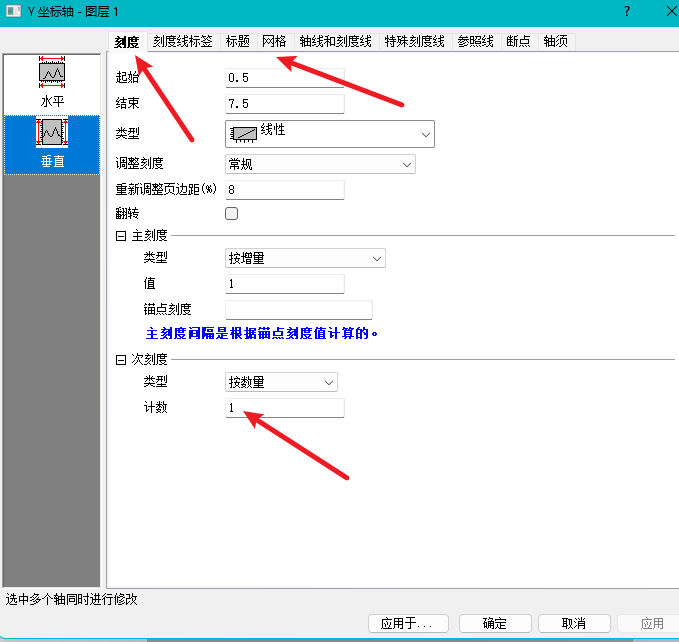 Y 坐标轴 - 图层 1
?
刻度 刻度线标签 标题 网格 轴线和刻度线 特殊刻度线 参照线 断点 轴须
水平
垂直
起始 0.5
结束 7.5
类型 线性
调整刻度 常规
重新调整页边距(%) 8
翻转
主刻度
类型 按增量
值 1
锚点刻度
主刻度间隔是根据锚点刻度值计算的。
次刻度
类型 按数量
计数 1
选中多个轴同时进行修改
应用于... 确定 取消 应用